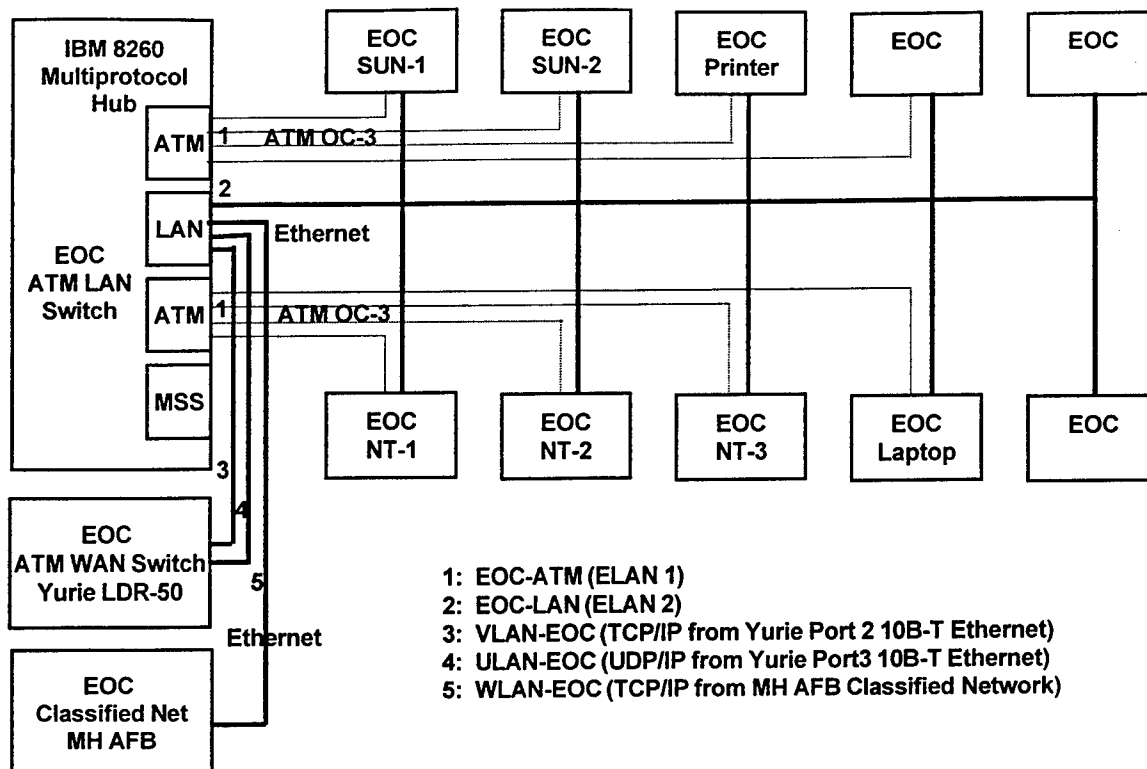 IBM 8260
Multiprotocol
Hub
ATM
LAN
EOC
ATM LAN
Switch
ATM
MSS
EOC
SUN-1
EOC
SUN-2
EOC
Printer
EOC
EOC
1
ATM OC-3
2
Ethernet
1
ATM OC-3
EOC
NT-1
EOC
NT-2
EOC
NT-3
EOC
Laptop
EOC
3
4
5
EOC
ATM WAN Switch
Yurie LDR-50
Ethernet
EOC
Classified Net
MH AFB
1: EOC-ATM (ELAN 1)
2: EOC-LAN (ELAN 2)
3: VLAN-EOC (TCP/IP from Yurie Port 2 10B-T Ethernet)
4: ULAN-EOC (UDP/IP from Yurie Port3 10B-T Ethernet)
5: WLAN-EOC (TCP/IP from MH AFB Classified Network)